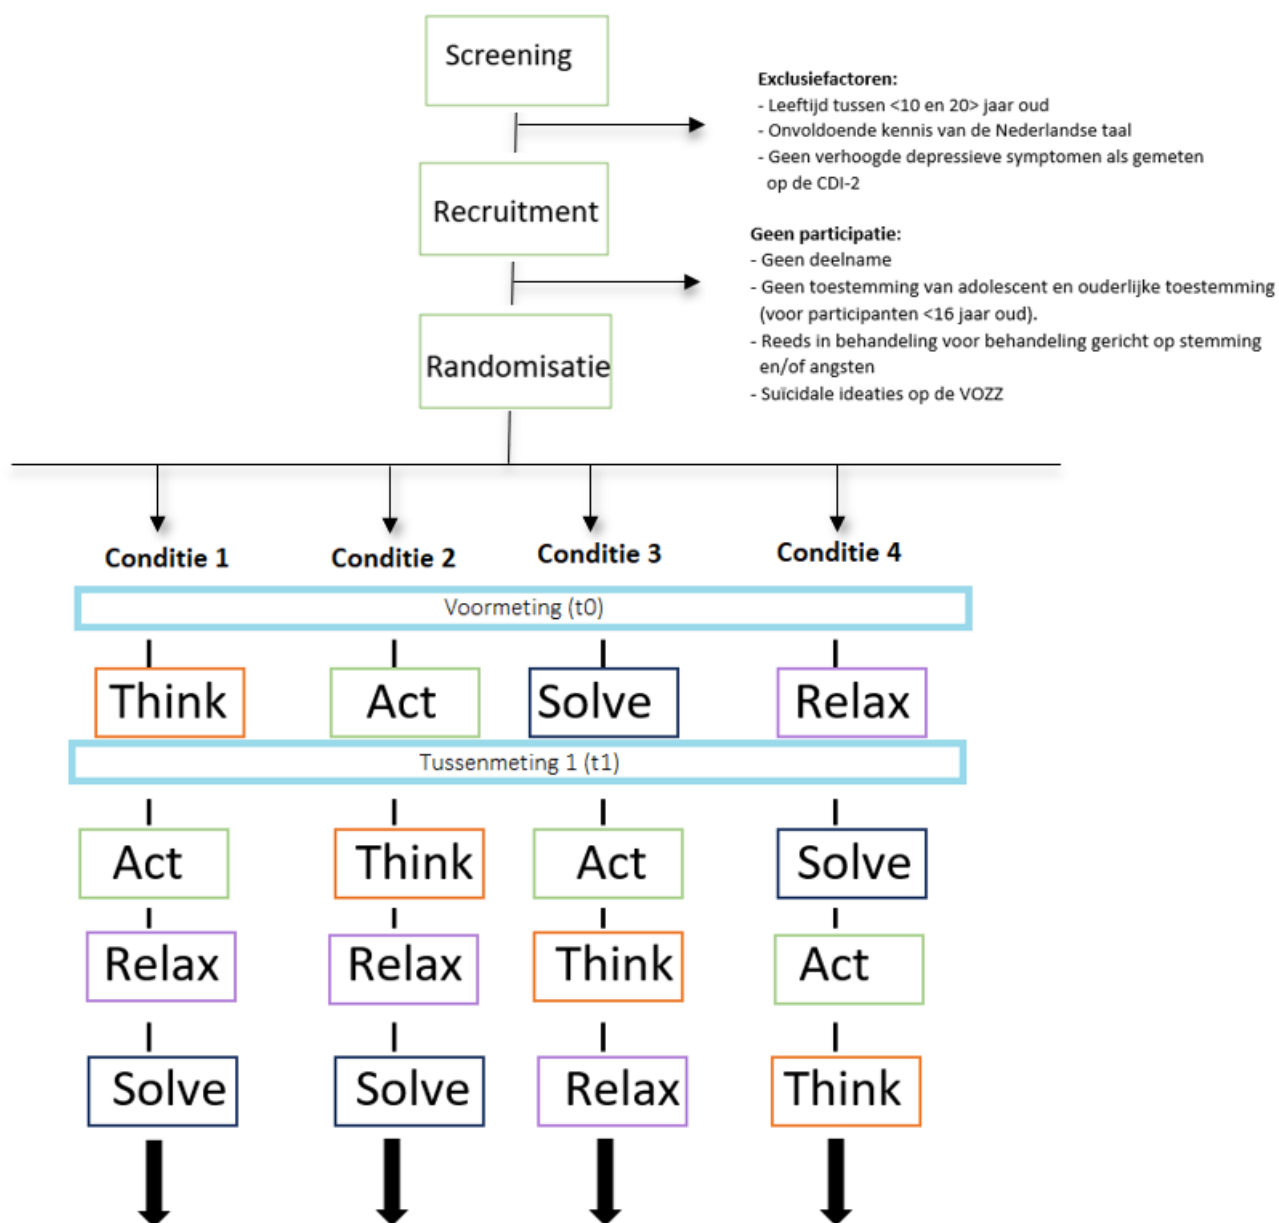 Screening
Exclusiefactoren:
- Leeftijd tussen <10 en 20> jaar oud
- Onvoldoende kennis van de Nederlandse taal
- Geen verhoogde depressieve symptomen als gemeten
op de CDI-2
Recruitment
Geen participatie:
- Geen deelname
- Geen toestemming van adolescent en ouderlijke toestemming
(voor participanten <16 jaar oud).
- Reeds in behandeling voor behandeling gericht op stemming
en/of angsten
- Suïcidale ideaties op de VOZZ
Randomisatie
Conditie 1 Conditie 2 Conditie 3 Conditie 4
Voormeting (t0)
Think Act Solve Relax
Tussenmeting 1 (t1)
Act Think Act Solve
Relax Relax Think Act
Solve Solve Relax Think